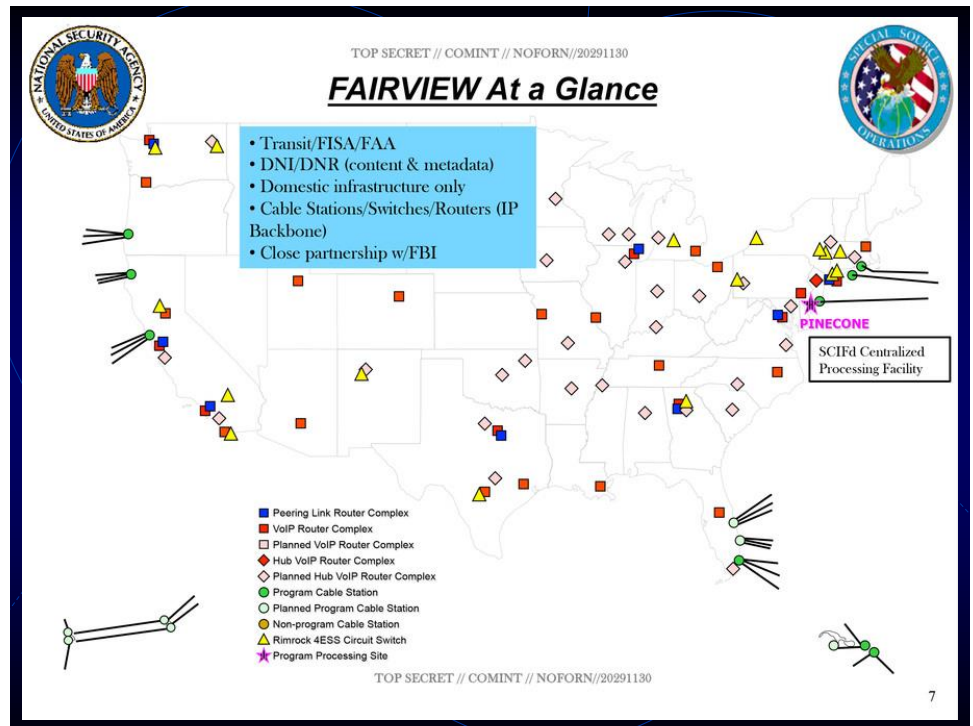 TOP SECRET // COMINT // NOFORN//20291130
FAIRVIEW At a Glance
NATIONAL SECURITY AGENCY
UNITED STATES OF AMERICA
SPECIAL SOURCE
OPERATIONS
• Transit/FISA/FAA
• DNI/DNR (content & metadata)
• Domestic infrastructure only
• Cable Stations/Switches/Routers (IP
Backbone)
• Close partnership w/FBI
PINECONE
SCIFd Centralized
Processing Facility
Peering Link Router Complex
VoIP Router Complex
Planned VoIP Router Complex
Hub VoIP Router Complex
Planned Hub VoIP Router Complex
Program Cable Station
Planned Program Cable Station
Non-program Cable Station
Rimrock 4ESS Circuit Switch
Program Processing Site
TOP SECRET // COMINT // NOFORN//20291130
7